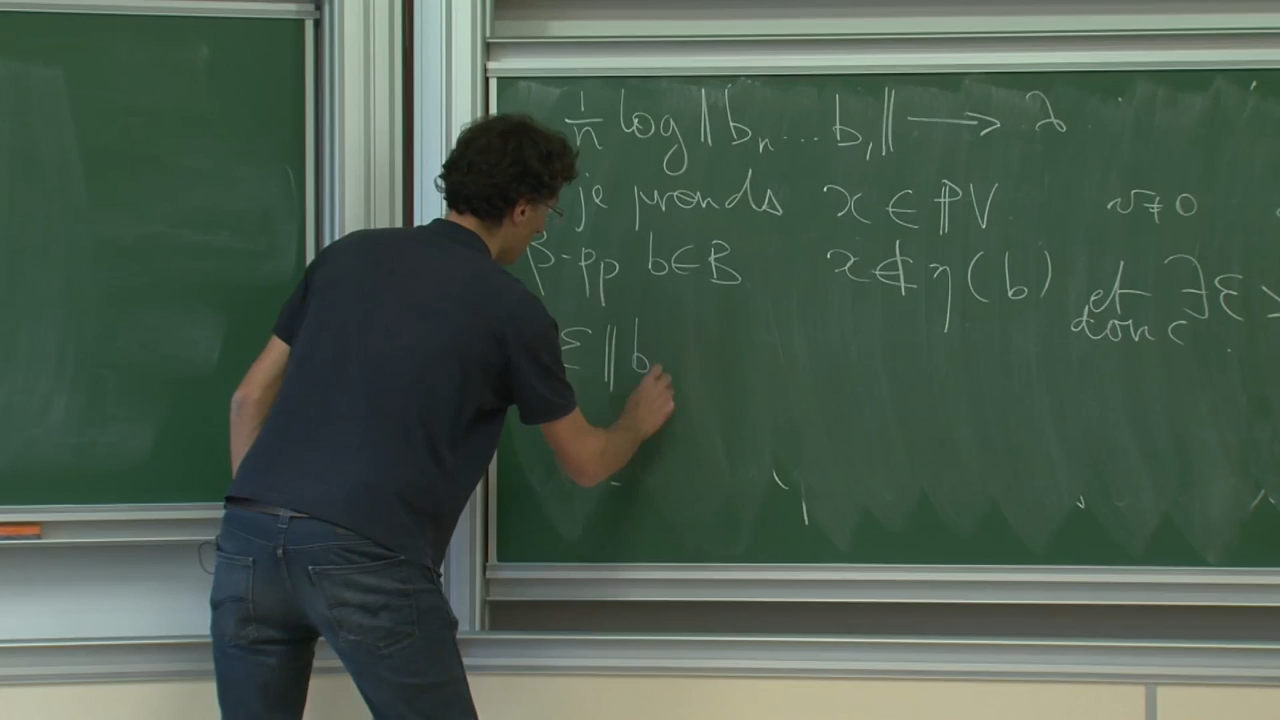 1/n log ‖b_n … b_1‖ ⟶ λ
je prends x ∈ ℙV v ≠ 0
β-pp b ∈ B x ∉ η(b) et donc ∃ε >
ε ‖b